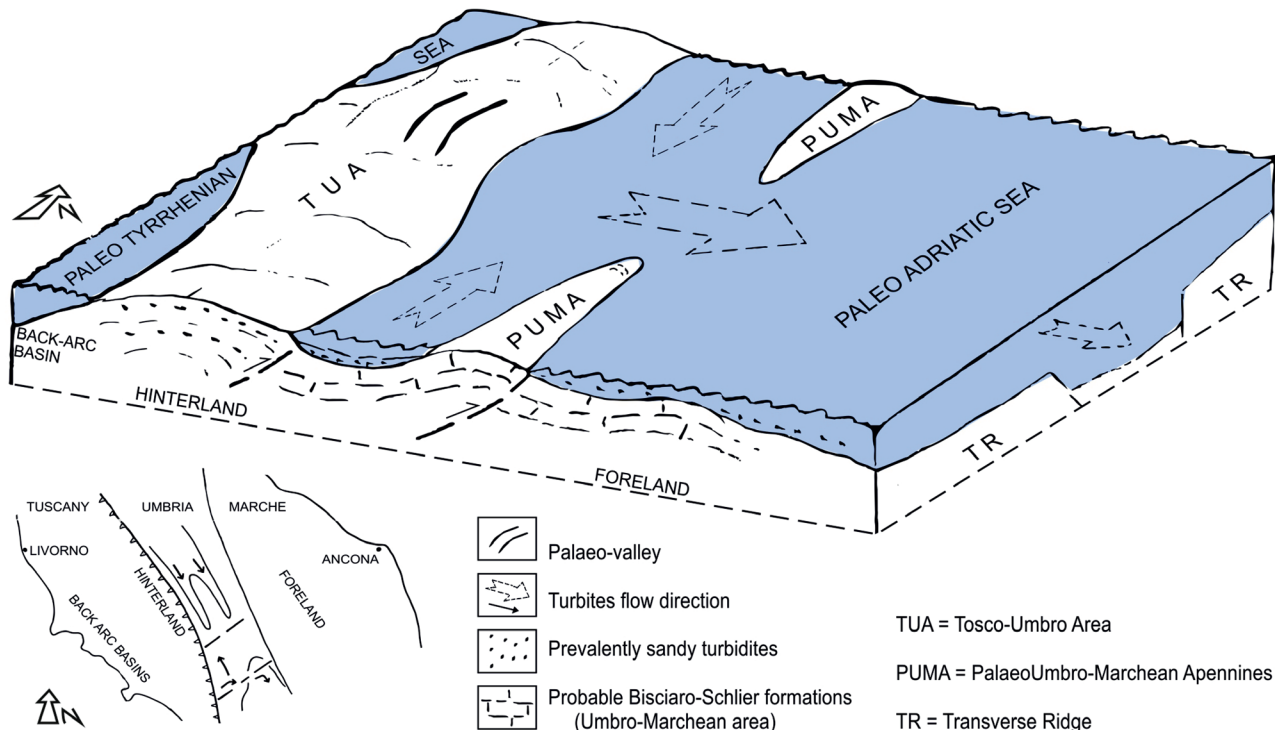 SEA
PUMA
TUA
N
PALEO TYRRHENIAN
PALEO ADRIATIC SEA
PUMA
TR
BACK-ARC
BASIN
HINTERLAND
TR
FORELAND
TUSCANY
UMBRIA
MARCHE
LIVORNO
ANCONA
HINTERLAND
FORELAND
BACK ARC BASINS
N
Palaeo-valley
Turbites flow direction
Prevalently sandy turbidites
Probable Bisciaro-Schlier formations
(Umbro-Marchean area)
TUA = Tosco-Umbro Area
PUMA = PalaeoUmbro-Marchean Apennines
TR = Transverse Ridge